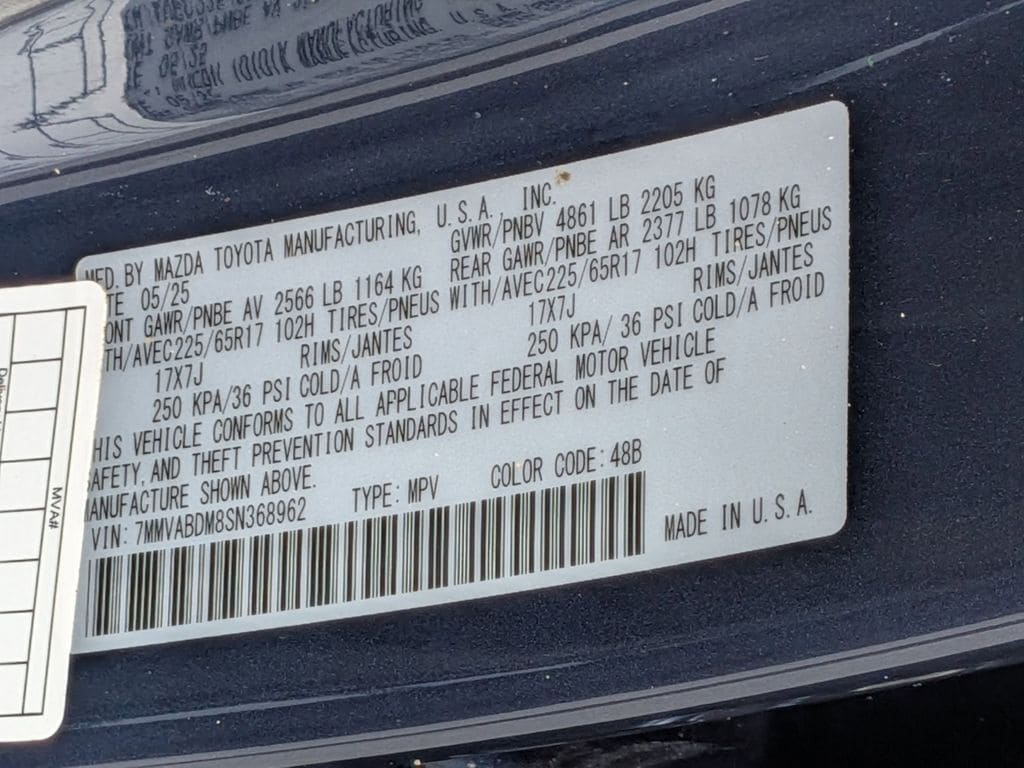 MFD. BY MAZDA TOYOTA MANUFACTURING, U.S.A., INC.
05/25 GVWR/PNBV 4861 LB 2205 KG
GAWR/PNBE AV 2566 LB 1164 KG REAR GAWR/PNBE AR 2377 LB 1078 KG
TH/AVEC225/65R17 102H TIRES/PNEUS WITH/AVEC225/65R17 102H TIRES/PNEUS
17X7J RIMS/JANTES 17X7J RIMS/JANTES
250 KPA/36 PSI COLD/A FROID 250 KPA/ 36 PSI COLD/A FROID
HIS VEHICLE CONFORMS TO ALL APPLICABLE FEDERAL MOTOR VEHICLE
SAFETY, AND THEFT PREVENTION STANDARDS IN EFFECT ON THE DATE OF
MANUFACTURE SHOWN ABOVE.
VIN: 7MMVABDM8SN368962 TYPE: MPV COLOR CODE: 48B
MADE IN U.S.A.
MVA#